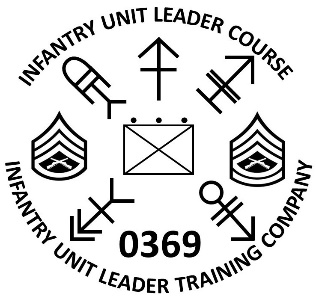 INFANTRY UNIT LEADER COURSE
0369
INFANTRY UNIT LEADER TRAINING COMPANY